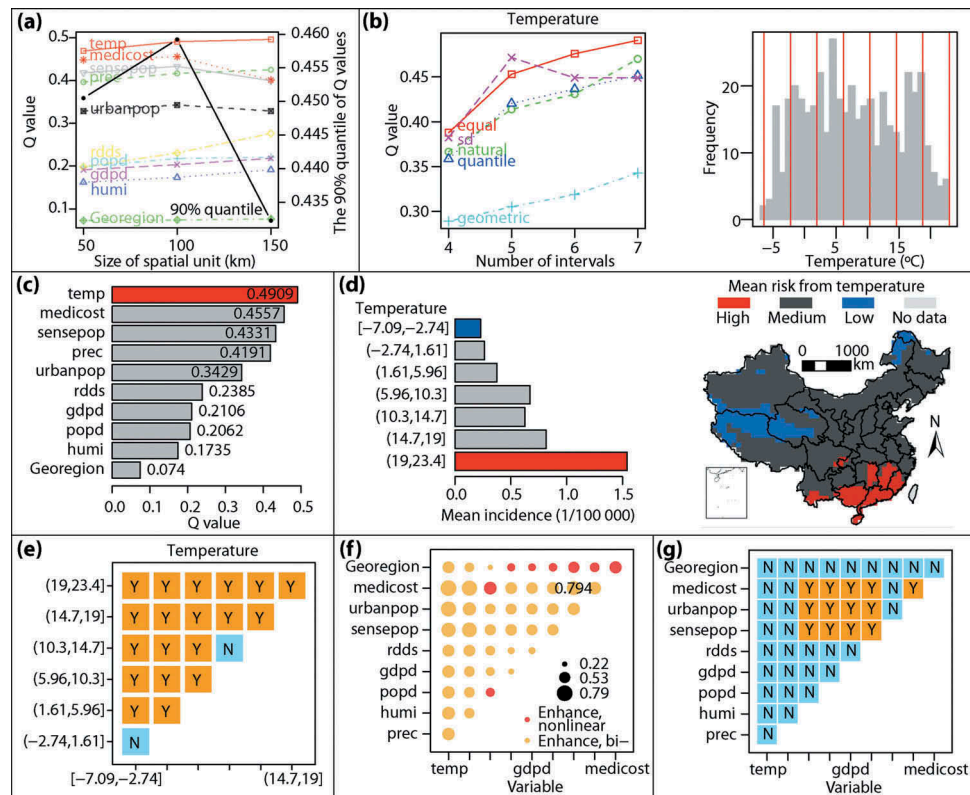 (a)
0.5
0.4
0.3
0.2
0.1
Q value
temp
medicost
sensepop
prec
urbanpop
rdds
popd
gdpd
humi
Georegion
90% quantile
50
100
150
Size of spatial unit (km)
0.460
0.455
0.450
0.445
0.440
0.435
The 90% quantile of Q values
(b)
Temperature
0.45
0.40
0.35
0.30
Q value
equal
sd
natural
quantile
geometric
4
5
6
7
Number of intervals
20
10
0
Frequency
−5
5
15
Temperature (ºC)
(c)
temp
0.4909
medicost
0.4557
sensepop
0.4331
prec
0.4191
urbanpop
0.3429
rdds
0.2385
gdpd
0.2106
popd
0.2062
humi
0.1735
Georegion
0.074
0.0 0.1 0.2 0.3 0.4 0.5
Q value
(d)
Temperature
[−7.09,−2.74]
(−2.74,1.61]
(1.61,5.96]
(5.96,10.3]
(10.3,14.7]
(14.7,19]
(19,23.4]
0.0 0.5 1.0 1.5
Mean incidence (1/100 000)
Mean risk from temperature
High Medium Low No data
0 1000
km
N
(e)
Temperature
(19,23.4]
Y Y Y Y Y Y
(14.7,19]
Y Y Y Y Y
(10.3,14.7]
Y Y Y N
(5.96,10.3]
Y Y Y
(1.61,5.96]
Y Y
(−2.74,1.61]
N
[−7.09,−2.74]
(14.7,19]
(f)
Georegion
medicost
0.794
urbanpop
sensepop
rdds
gdpd
popd
humi
prec
0.22
0.53
0.79
Enhance,
nonlinear
Enhance, bi−
temp gdpd medicost
Variable
(g)
Georegion
N N N N N N N N N
medicost
N N Y Y Y Y N Y
urbanpop
N N Y Y Y Y N
sensepop
N N Y Y Y Y
rdds
N N N N N
gdpd
N N N N
popd
N N N
humi
N N
prec
N
temp gdpd medicost
Variable